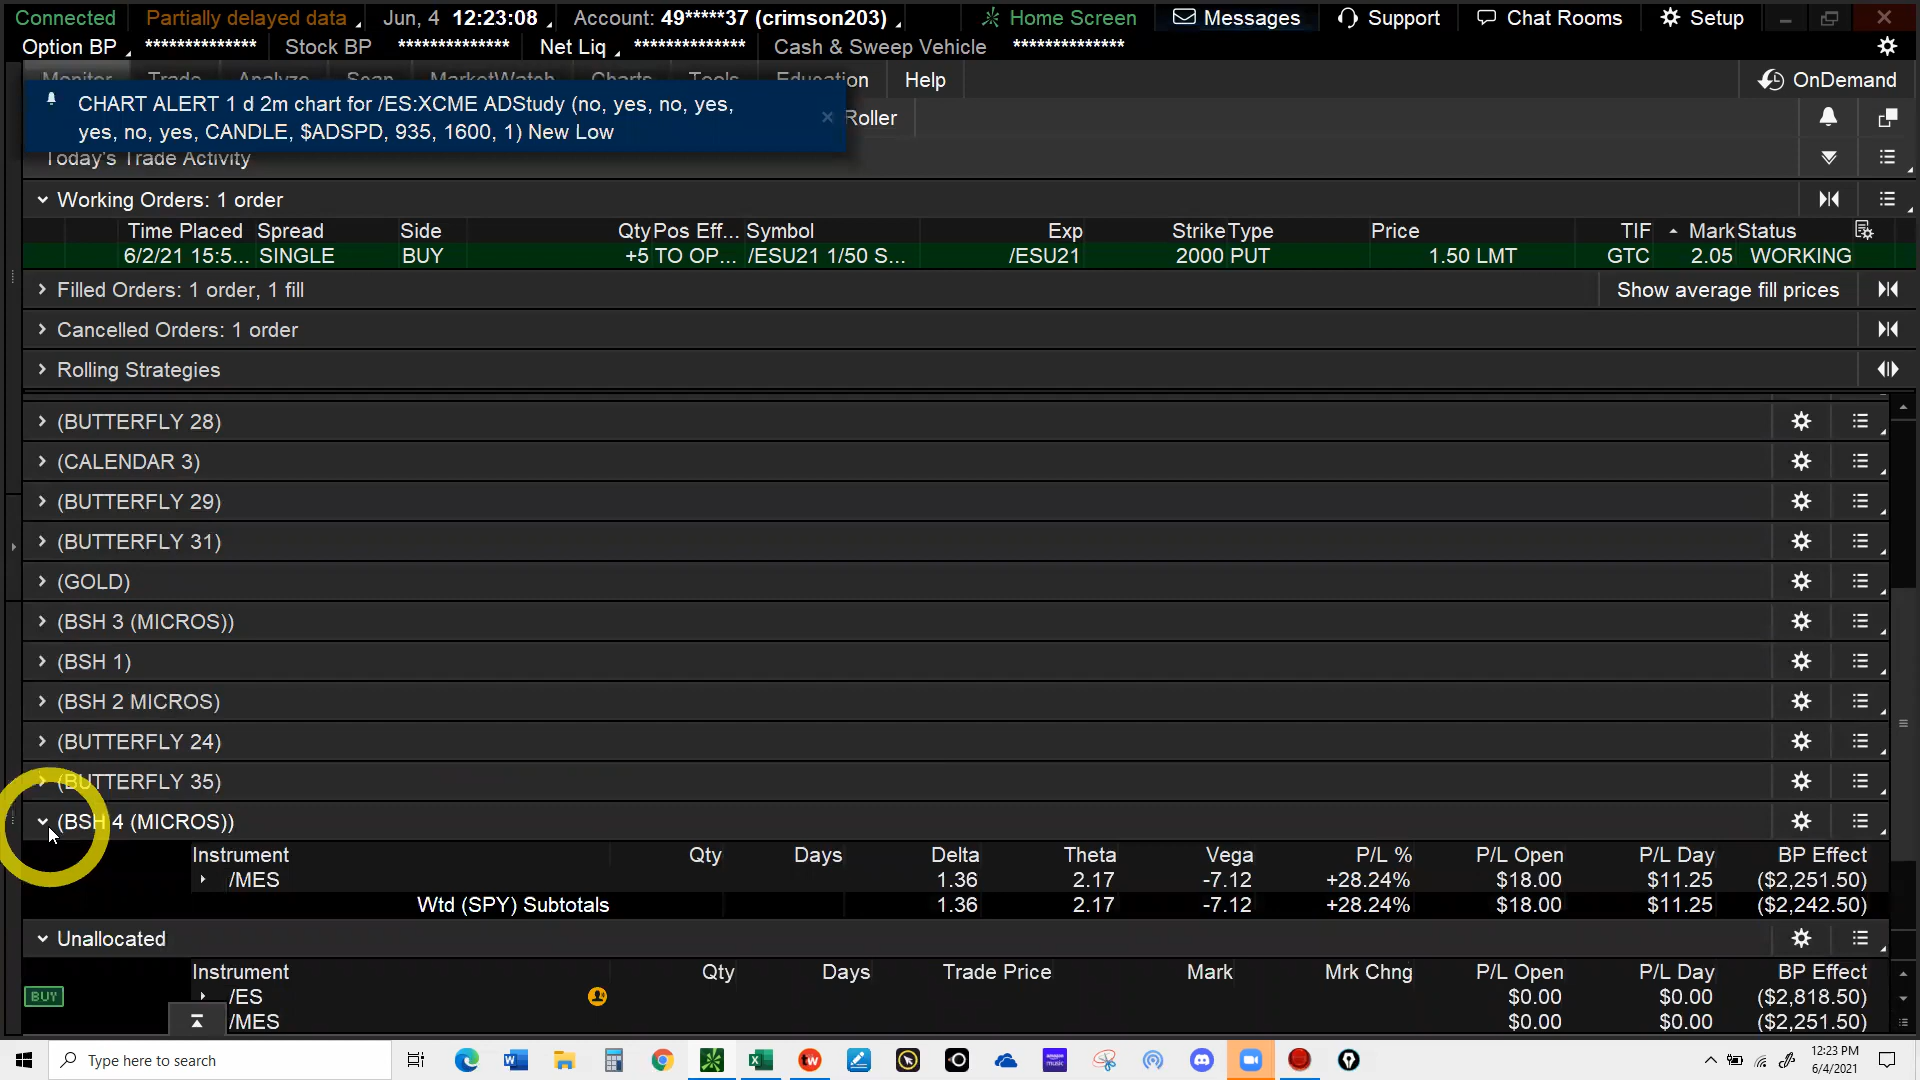 Connected Partially delayed data Jun, 4 12:23:08 Account: 49*****37 (crimson203) Home Screen Messages Support Chat Rooms Setup
Option BP ************** Stock BP ************** Net Liq ************** Cash & Sweep Vehicle **************
Monitor Trade Analyze Scan MarketWatch Charts Tools Education Help OnDemand
CHART ALERT 1 d 2m chart for /ES:XCME ADStudy (no, yes, no, yes,
yes, no, yes, CANDLE, $ADSPD, 935, 1600, 1) New Low
Roller
Today's Trade Activity
Working Orders: 1 order
Time Placed Spread Side Qty Pos Eff... Symbol Exp Strike Type Price TIF Mark Status
6/2/21 15:5... SINGLE BUY +5 TO OP... /ESU21 1/50 S... /ESU21 2000 PUT 1.50 LMT GTC 2.05 WORKING
Filled Orders: 1 order, 1 fill Show average fill prices
Cancelled Orders: 1 order
Rolling Strategies
(BUTTERFLY 28)
(CALENDAR 3)
(BUTTERFLY 29)
(BUTTERFLY 31)
(GOLD)
(BSH 3 (MICROS))
(BSH 1)
(BSH 2 MICROS)
(BUTTERFLY 24)
(BUTTERFLY 35)
(BSH 4 (MICROS))
Instrument Qty Days Delta Theta Vega P/L % P/L Open P/L Day BP Effect
/MES 1.36 2.17 -7.12 +28.24% $18.00 $11.25 ($2,251.50)
Wtd (SPY) Subtotals 1.36 2.17 -7.12 +28.24% $18.00 $11.25 ($2,242.50)
Unallocated
Instrument Qty Days Trade Price Mark Mrk Chng P/L Open P/L Day BP Effect
BUY /ES $0.00 $0.00 ($2,818.50)
/MES $0.00 $0.00 ($2,251.50)
Type here to search
12:23 PM
6/4/2021